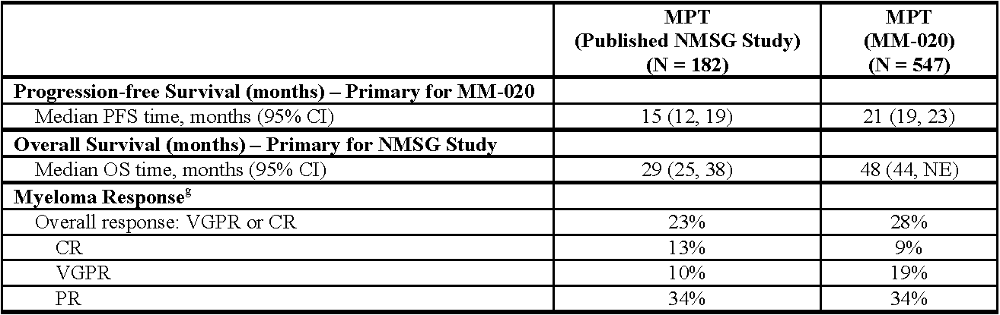 MPT
(Published NMSG Study)
(N = 182)
MPT
(MM-020)
(N = 547)
Progression-free Survival (months) – Primary for MM-020
Median PFS time, months (95% CI) 15 (12, 19) 21 (19, 23)
Overall Survival (months) – Primary for NMSG Study
Median OS time, months (95% CI) 29 (25, 38) 48 (44, NE)
Myeloma Responseᵍ
Overall response: VGPR or CR 23% 28%
CR 13% 9%
VGPR 10% 19%
PR 34% 34%